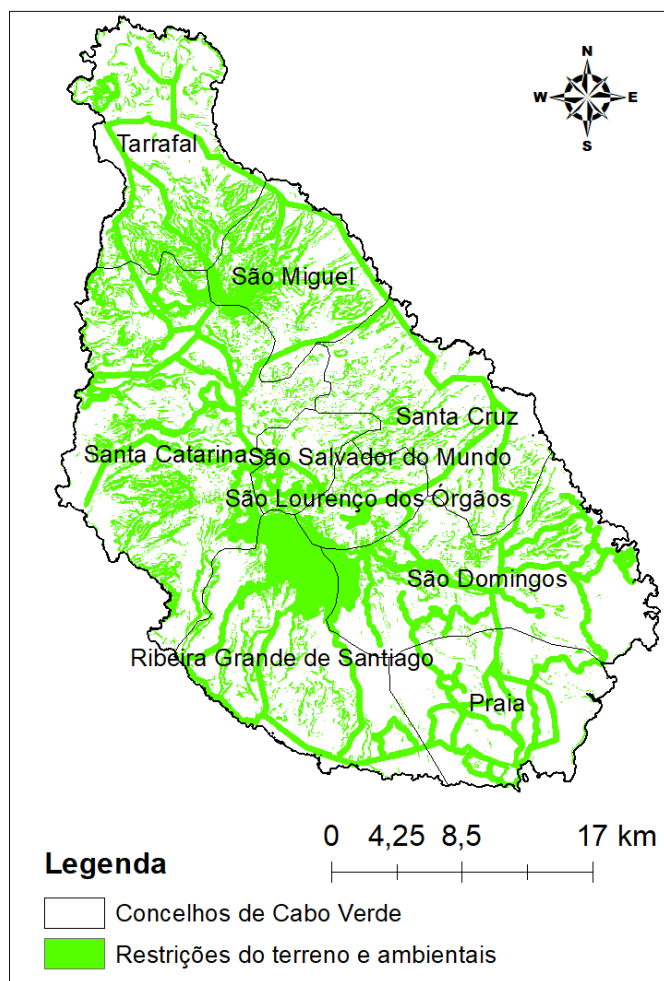 N
W E
S
Tarrafal
São Miguel
Santa Cruz
Santa Catarina
São Salvador do Mundo
São Lourenço dos Órgãos
São Domingos
Ribeira Grande de Santiago
Praia
0 4,25 8,5 17 km
Legenda
Concelhos de Cabo Verde
Restrições do terreno e ambientais